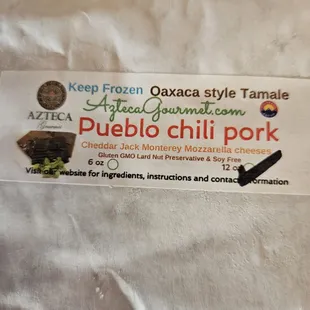 Keep Frozen Oaxaca style Tamale
AztecaGourmet.com
AZTECA
Gourmet
Pueblo chili pork
Cheddar Jack Monterey Mozzarella cheeses
Gluten GMO Lard Nut Preservative & Soy Free
6 oz 12 oz
Visit our website for ingredients, instructions and contact information